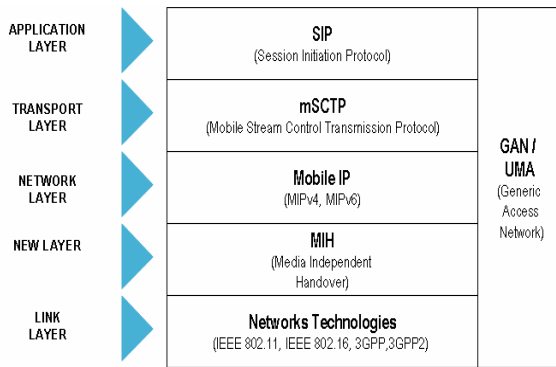 APPLICATION
LAYER
SIP
(Session Initiation Protocol)
TRANSPORT
LAYER
mSCTP
(Mobile Stream Control Transmission Protocol)
NETWORK
LAYER
Mobile IP
(MIPv4, MIPv6)
NEW LAYER
MIH
(Media Independent
Handover)
LINK
LAYER
Networks Technologies
(IEEE 802.11, IEEE 802.16, 3GPP,3GPP2)
GAN /
UMA
(Generic
Access
Network)